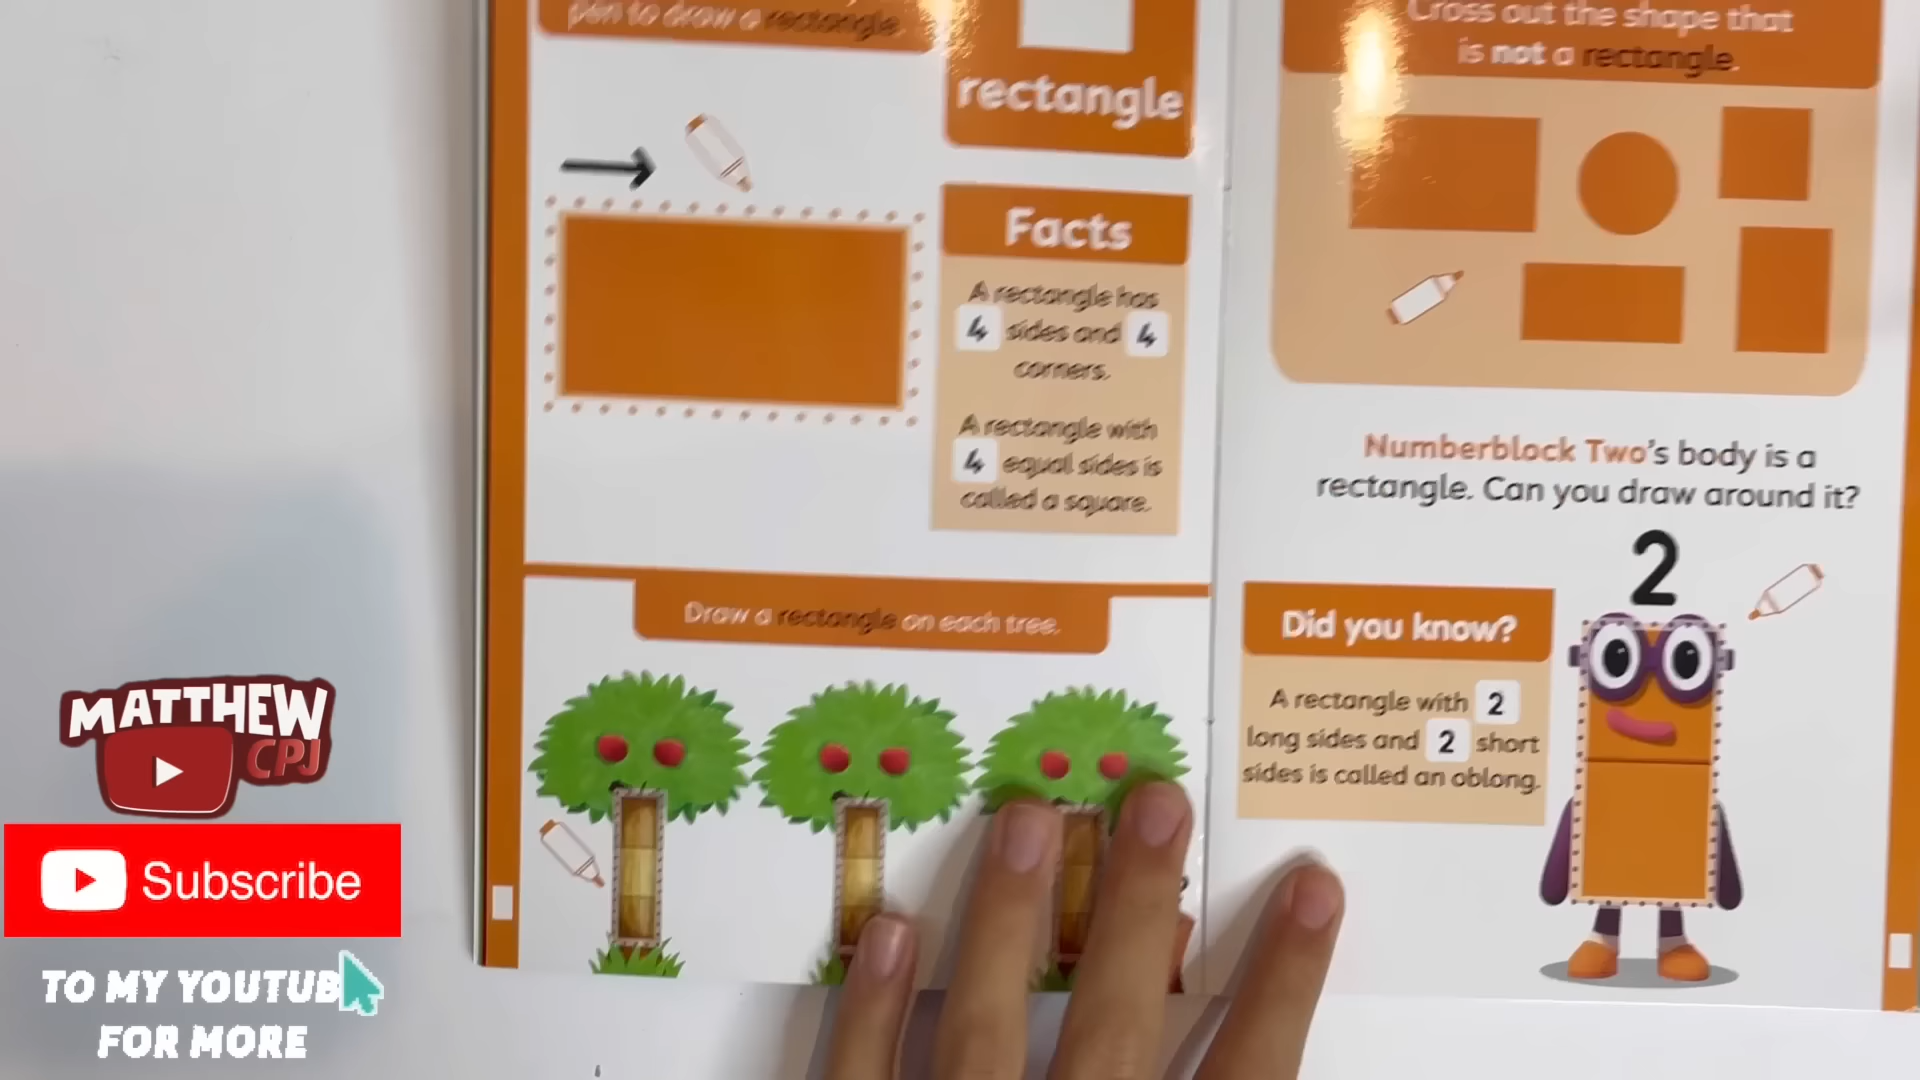 pen to draw a rectangle.
rectangle
Facts
A rectangle has
4 sides and 4
corners.
A rectangle with
4 equal sides is
called a square.
Draw a rectangle on each tree.
Cross out the shape that
is not a rectangle.
Numberblock Two's body is a
rectangle. Can you draw around it?
2
Did you know?
A rectangle with 2
long sides and 2 short
sides is called an oblong.
MATTHEW
CPJ
Subscribe
TO MY YOUTUB
FOR MORE